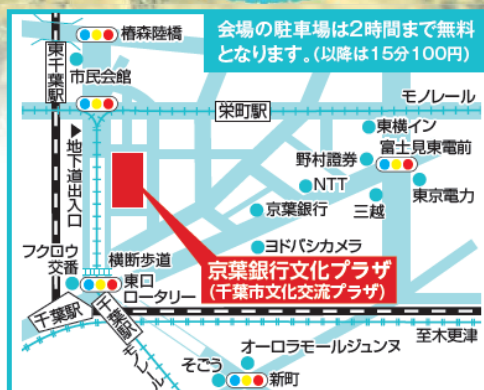 会場の駐車場は2時間まで無料
となります。(以降は15分100円)
椿森陸橋
東千葉駅
市民会館
モノレール
栄町駅
東横イン
富士見東電前
野村證券
NTT
東京電力
三越
京葉銀行
▶地下道出入口
ヨドバシカメラ
京葉銀行文化プラザ
(千葉市文化交流プラザ)
フクロウ
交番
横断歩道
東口
ロータリー
千葉駅
千葉駅
モノレール
至木更津
オーロラモールジュンヌ
そごう
新町